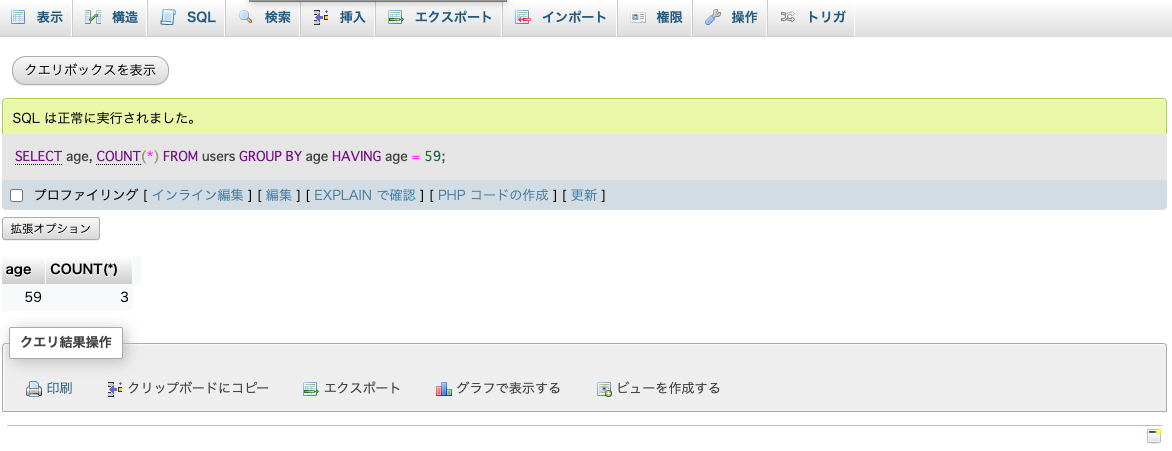 表示 構造 SQL 検索 挿入 エクスポート インポート 権限 操作 トリガ
クエリボックスを表示
SQL は正常に実行されました。
SELECT age, COUNT(*) FROM users GROUP BY age HAVING age = 59;
プロファイリング [ インライン編集 ] [ 編集 ] [ EXPLAIN で確認 ] [ PHP コードの作成 ] [ 更新 ]
拡張オプション
age COUNT(*)
59 3
クエリ結果操作
印刷 クリップボードにコピー エクスポート グラフで表示する ビューを作成する